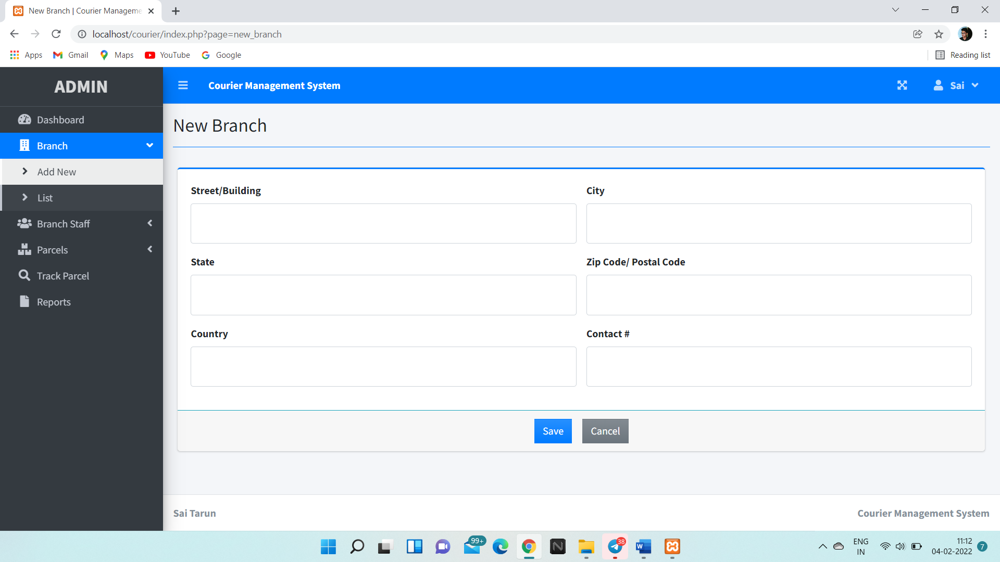 New Branch | Courier Manageme
localhost/courier/index.php?page=new_branch
Apps
Gmail
Maps
YouTube
Google
Reading list
ADMIN
Courier Management System
Sai
Dashboard
Branch
Add New
List
Branch Staff
Parcels
Track Parcel
Reports
New Branch
Street/Building
City
State
Zip Code/ Postal Code
Country
Contact #
Save
Cancel
Sai Tarun
Courier Management System
99+
N
38
W
ENG
IN
11:12
04-02-2022
7